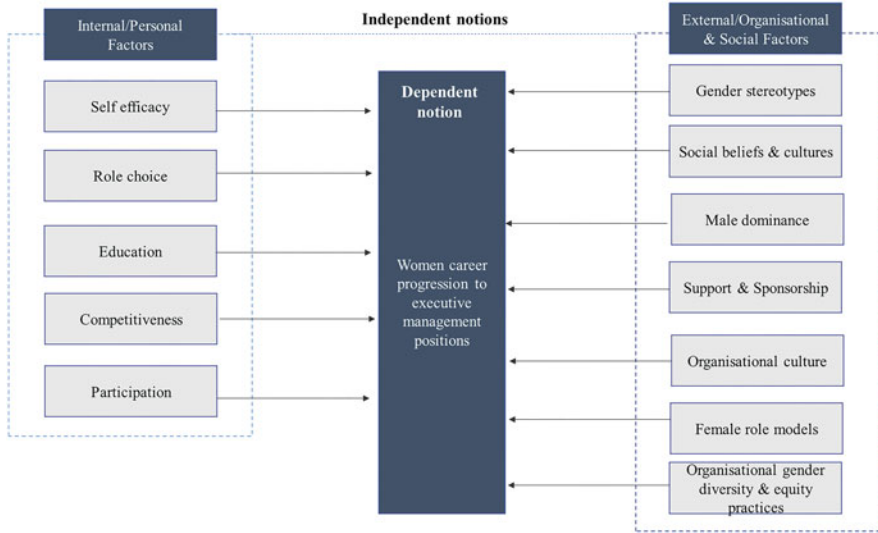 Independent notions
Internal/Personal
Factors
Self efficacy
Role choice
Education
Competitiveness
Participation
Dependent
notion
Women career
progression to
executive
management
positions
External/Organisational
& Social Factors
Gender stereotypes
Social beliefs & cultures
Male dominance
Support & Sponsorship
Organisational culture
Female role models
Organisational gender
diversity & equity
practices